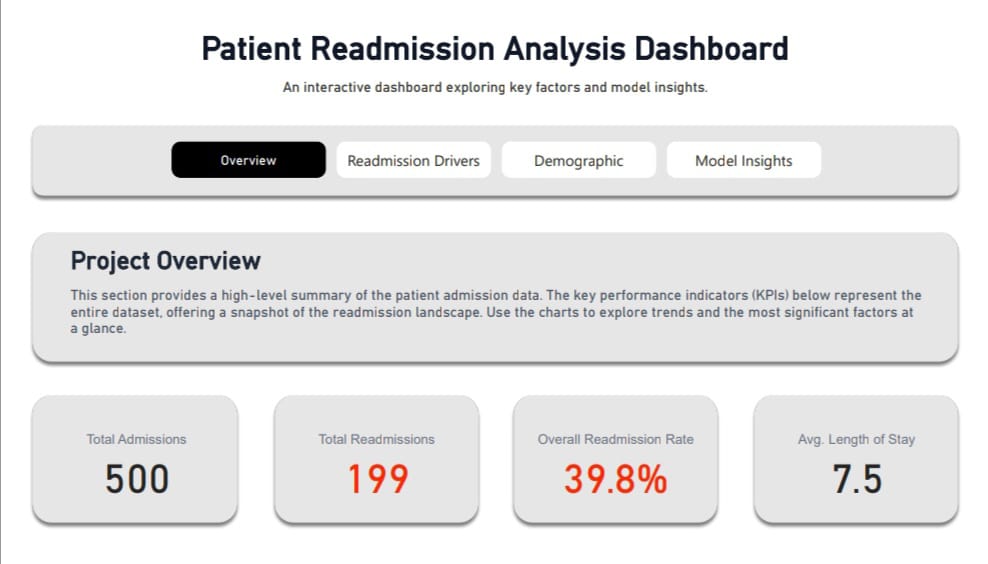 Patient Readmission Analysis Dashboard
An interactive dashboard exploring key factors and model insights.
Overview
Readmission Drivers
Demographic
Model Insights
Project Overview
This section provides a high-level summary of the patient admission data. The key performance indicators (KPIs) below represent the
entire dataset, offering a snapshot of the readmission landscape. Use the charts to explore trends and the most significant factors at
a glance.
Total Admissions
500
Total Readmissions
199
Overall Readmission Rate
39.8%
Avg. Length of Stay
7.5